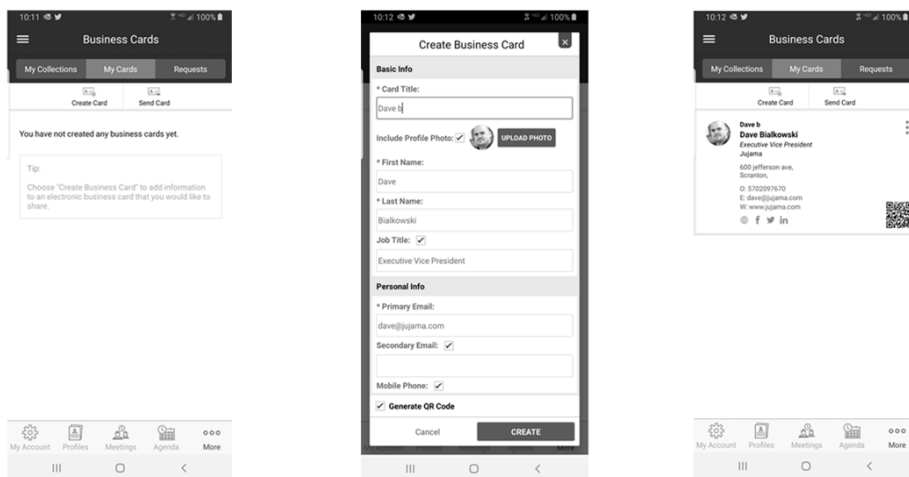 10:11
100%
Business Cards
My Collections
My Cards
Requests
Create Card
Send Card
You have not created any business cards yet.
Tip:
Choose "Create Business Card" to add information
to an electronic business card that you would like to
share.
My Account
Profiles
Meetings
Agenda
More
10:12
100%
Create Business Card
Basic Info
* Card Title:
Dave b
Include Profile Photo:
UPLOAD PHOTO
* First Name:
Dave
* Last Name:
Bialkowski
Job Title:
Executive Vice President
Personal Info
* Primary Email:
dave@jujama.com
Secondary Email:
Mobile Phone:
Generate QR Code
Cancel
CREATE
My Account
Profiles
Meetings
Agenda
More
10:12
100%
Business Cards
My Collections
My Cards
Requests
Create Card
Send Card
Dave b
Dave Bialkowski
Executive Vice President
Jujama
600 jefferson ave,
Scranton,
O: 5702097670
E: dave@jujama.com
W: www.jujama.com
My Account
Profiles
Meetings
Agenda
More